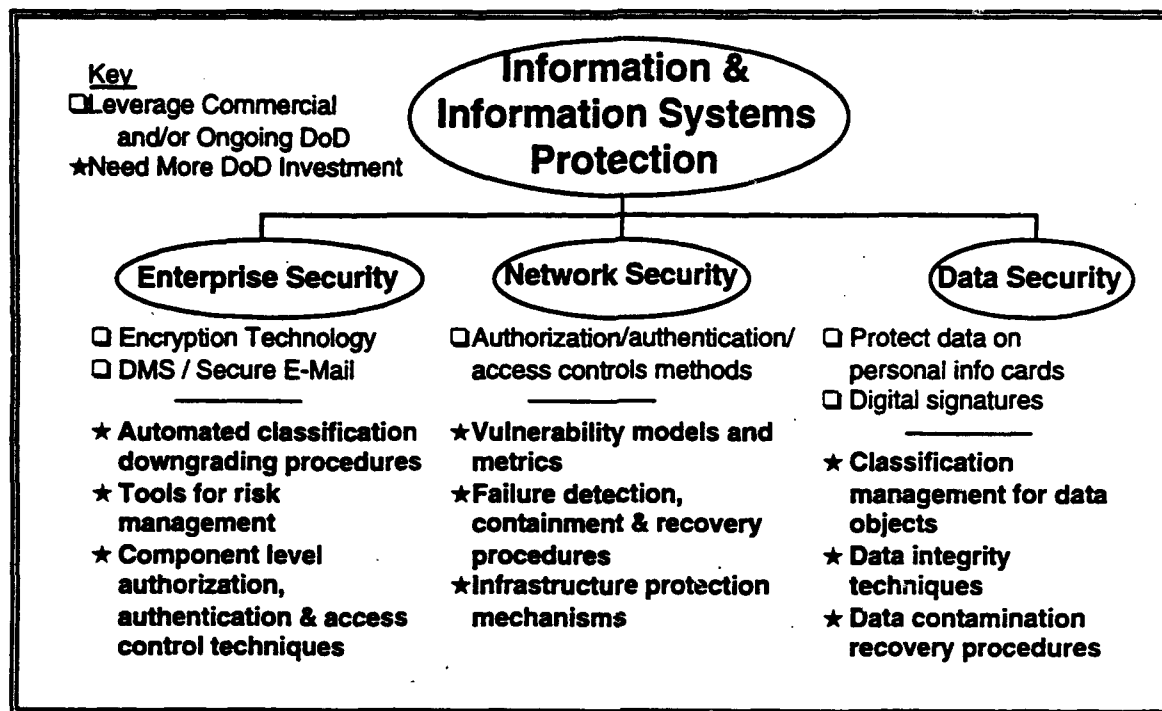 Key
❑Leverage Commercial
and/or Ongoing DoD
★Need More DoD Investment
Information &
Information Systems
Protection
Enterprise Security
❑ Encryption Technology
❑ DMS / Secure E-Mail
★ Automated classification
downgrading procedures
★ Tools for risk
management
★ Component level
authorization,
authentication & access
control techniques
Network Security
❑Authorization/authentication/
access controls methods
★Vulnerability models and
metrics
★Failure detection,
containment & recovery
procedures
★Infrastructure protection
mechanisms
Data Security
❑ Protect data on
personal info cards
❑ Digital signatures
★ Classification
management for data
objects
★ Data integrity
techniques
★ Data contamination
recovery procedures